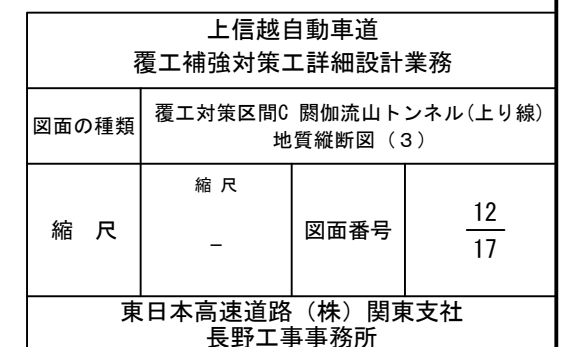 上信越自動車道
覆工補強対策工詳細設計業務
図面の種類
覆工対策区間C 閼伽流山トンネル(上り線)
地質縦断図（３）
縮 尺
縮 尺
－
図面番号
12
17
東日本高速道路（株）関東支社
長野工事事務所